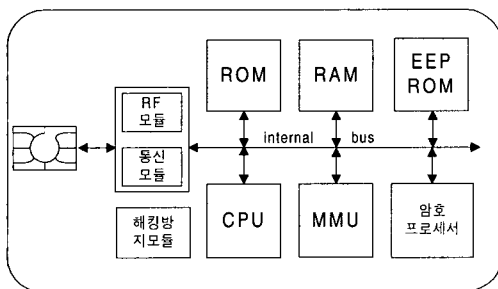 ROM
RAM
EEP
ROM
RF
모듈
통신
모듈
internal bus
해킹방
지모듈
CPU
MMU
암호
프로세서